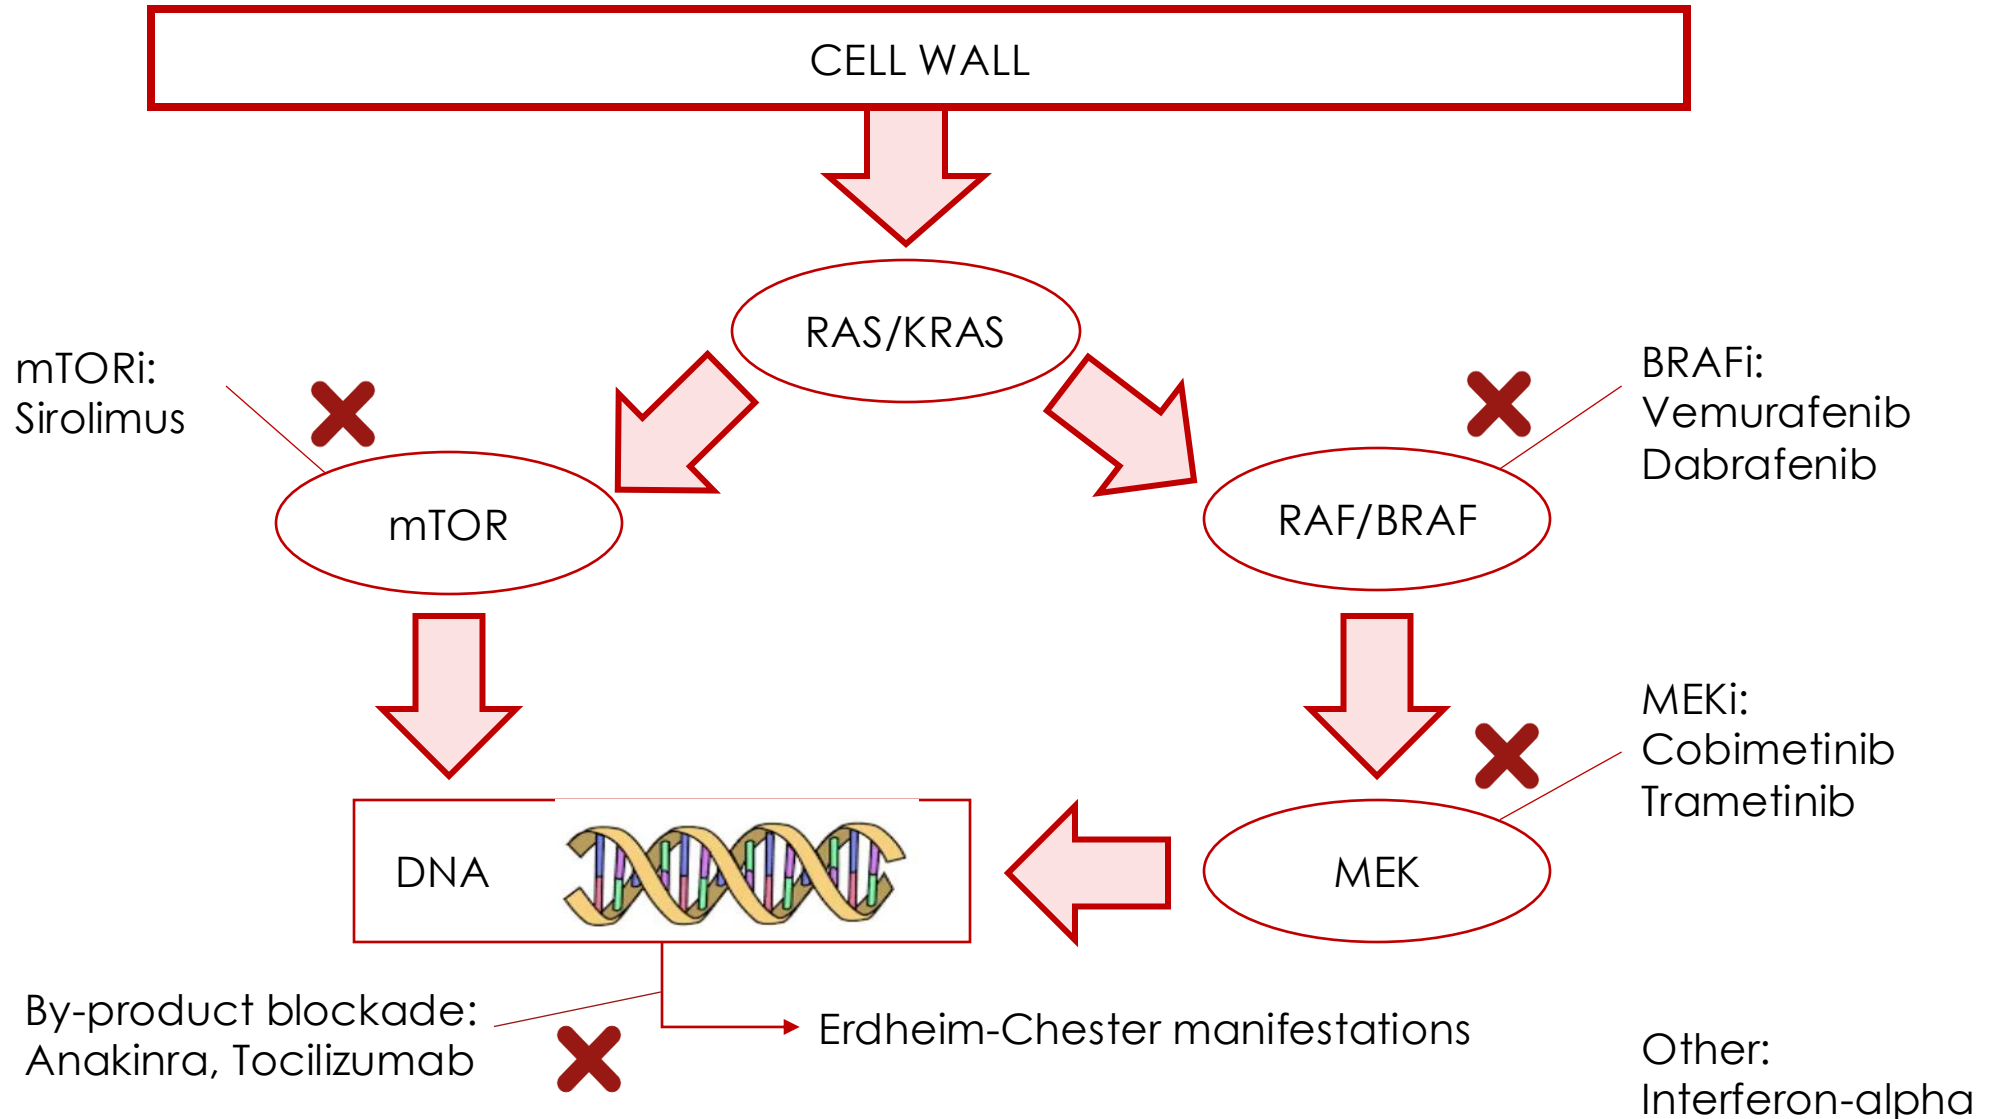 CELL WALL
RAS/KRAS
mTORi:
Sirolimus
BRAFi:
Vemurafenib
Dabrafenib
mTOR
RAF/BRAF
MEKi:
Cobimetinib
Trametinib
DNA
MEK
By-product blockade:
Anakinra, Tocilizumab
Erdheim-Chester manifestations
Other:
Interferon-alpha